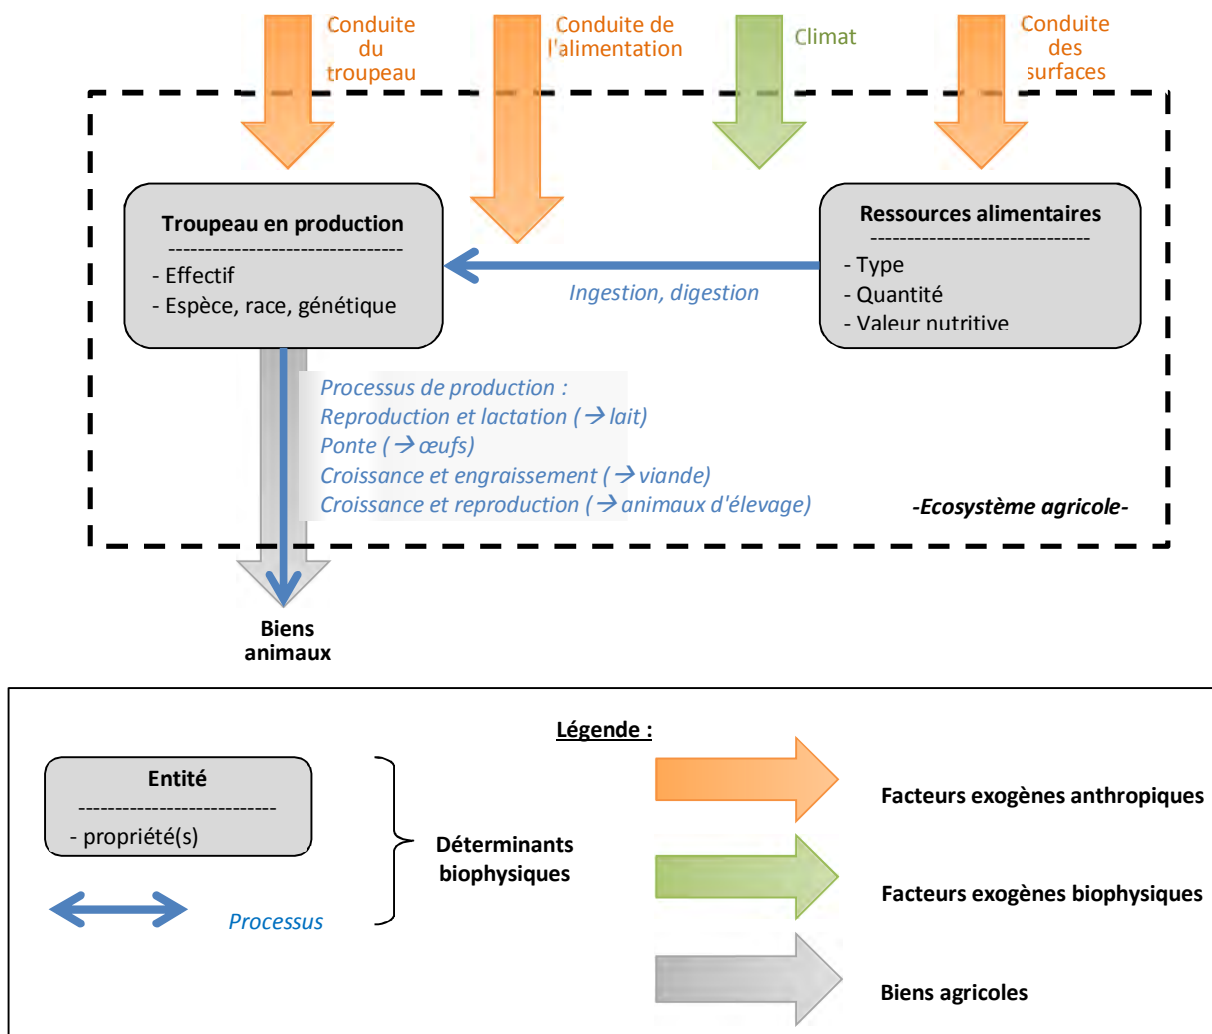 Conduite
du
troupeau
Conduite de
l'alimentation
Climat
Conduite
des
surfaces
Troupeau en production
--------------------------------
- Effectif
- Espèce, race, génétique
Ressources alimentaires
------------------------------
- Type
- Quantité
- Valeur nutritive
Ingestion, digestion
Processus de production :
Reproduction et lactation (→ lait)
Ponte (→ œufs)
Croissance et engraissement (→ viande)
Croissance et reproduction (→ animaux d'élevage)
-Ecosystème agricole-
Biens
animaux
Légende :
Entité
---------------------------
- propriété(s)
Processus
Déterminants
biophysiques
Facteurs exogènes anthropiques
Facteurs exogènes biophysiques
Biens agricoles